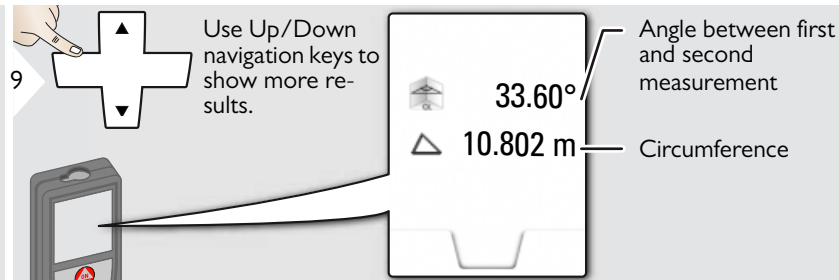 9
Use Up/Down
navigation keys to
show more re-
sults.
33.60°
α
10.802 m
Angle between first
and second
measurement
Circumference
ON